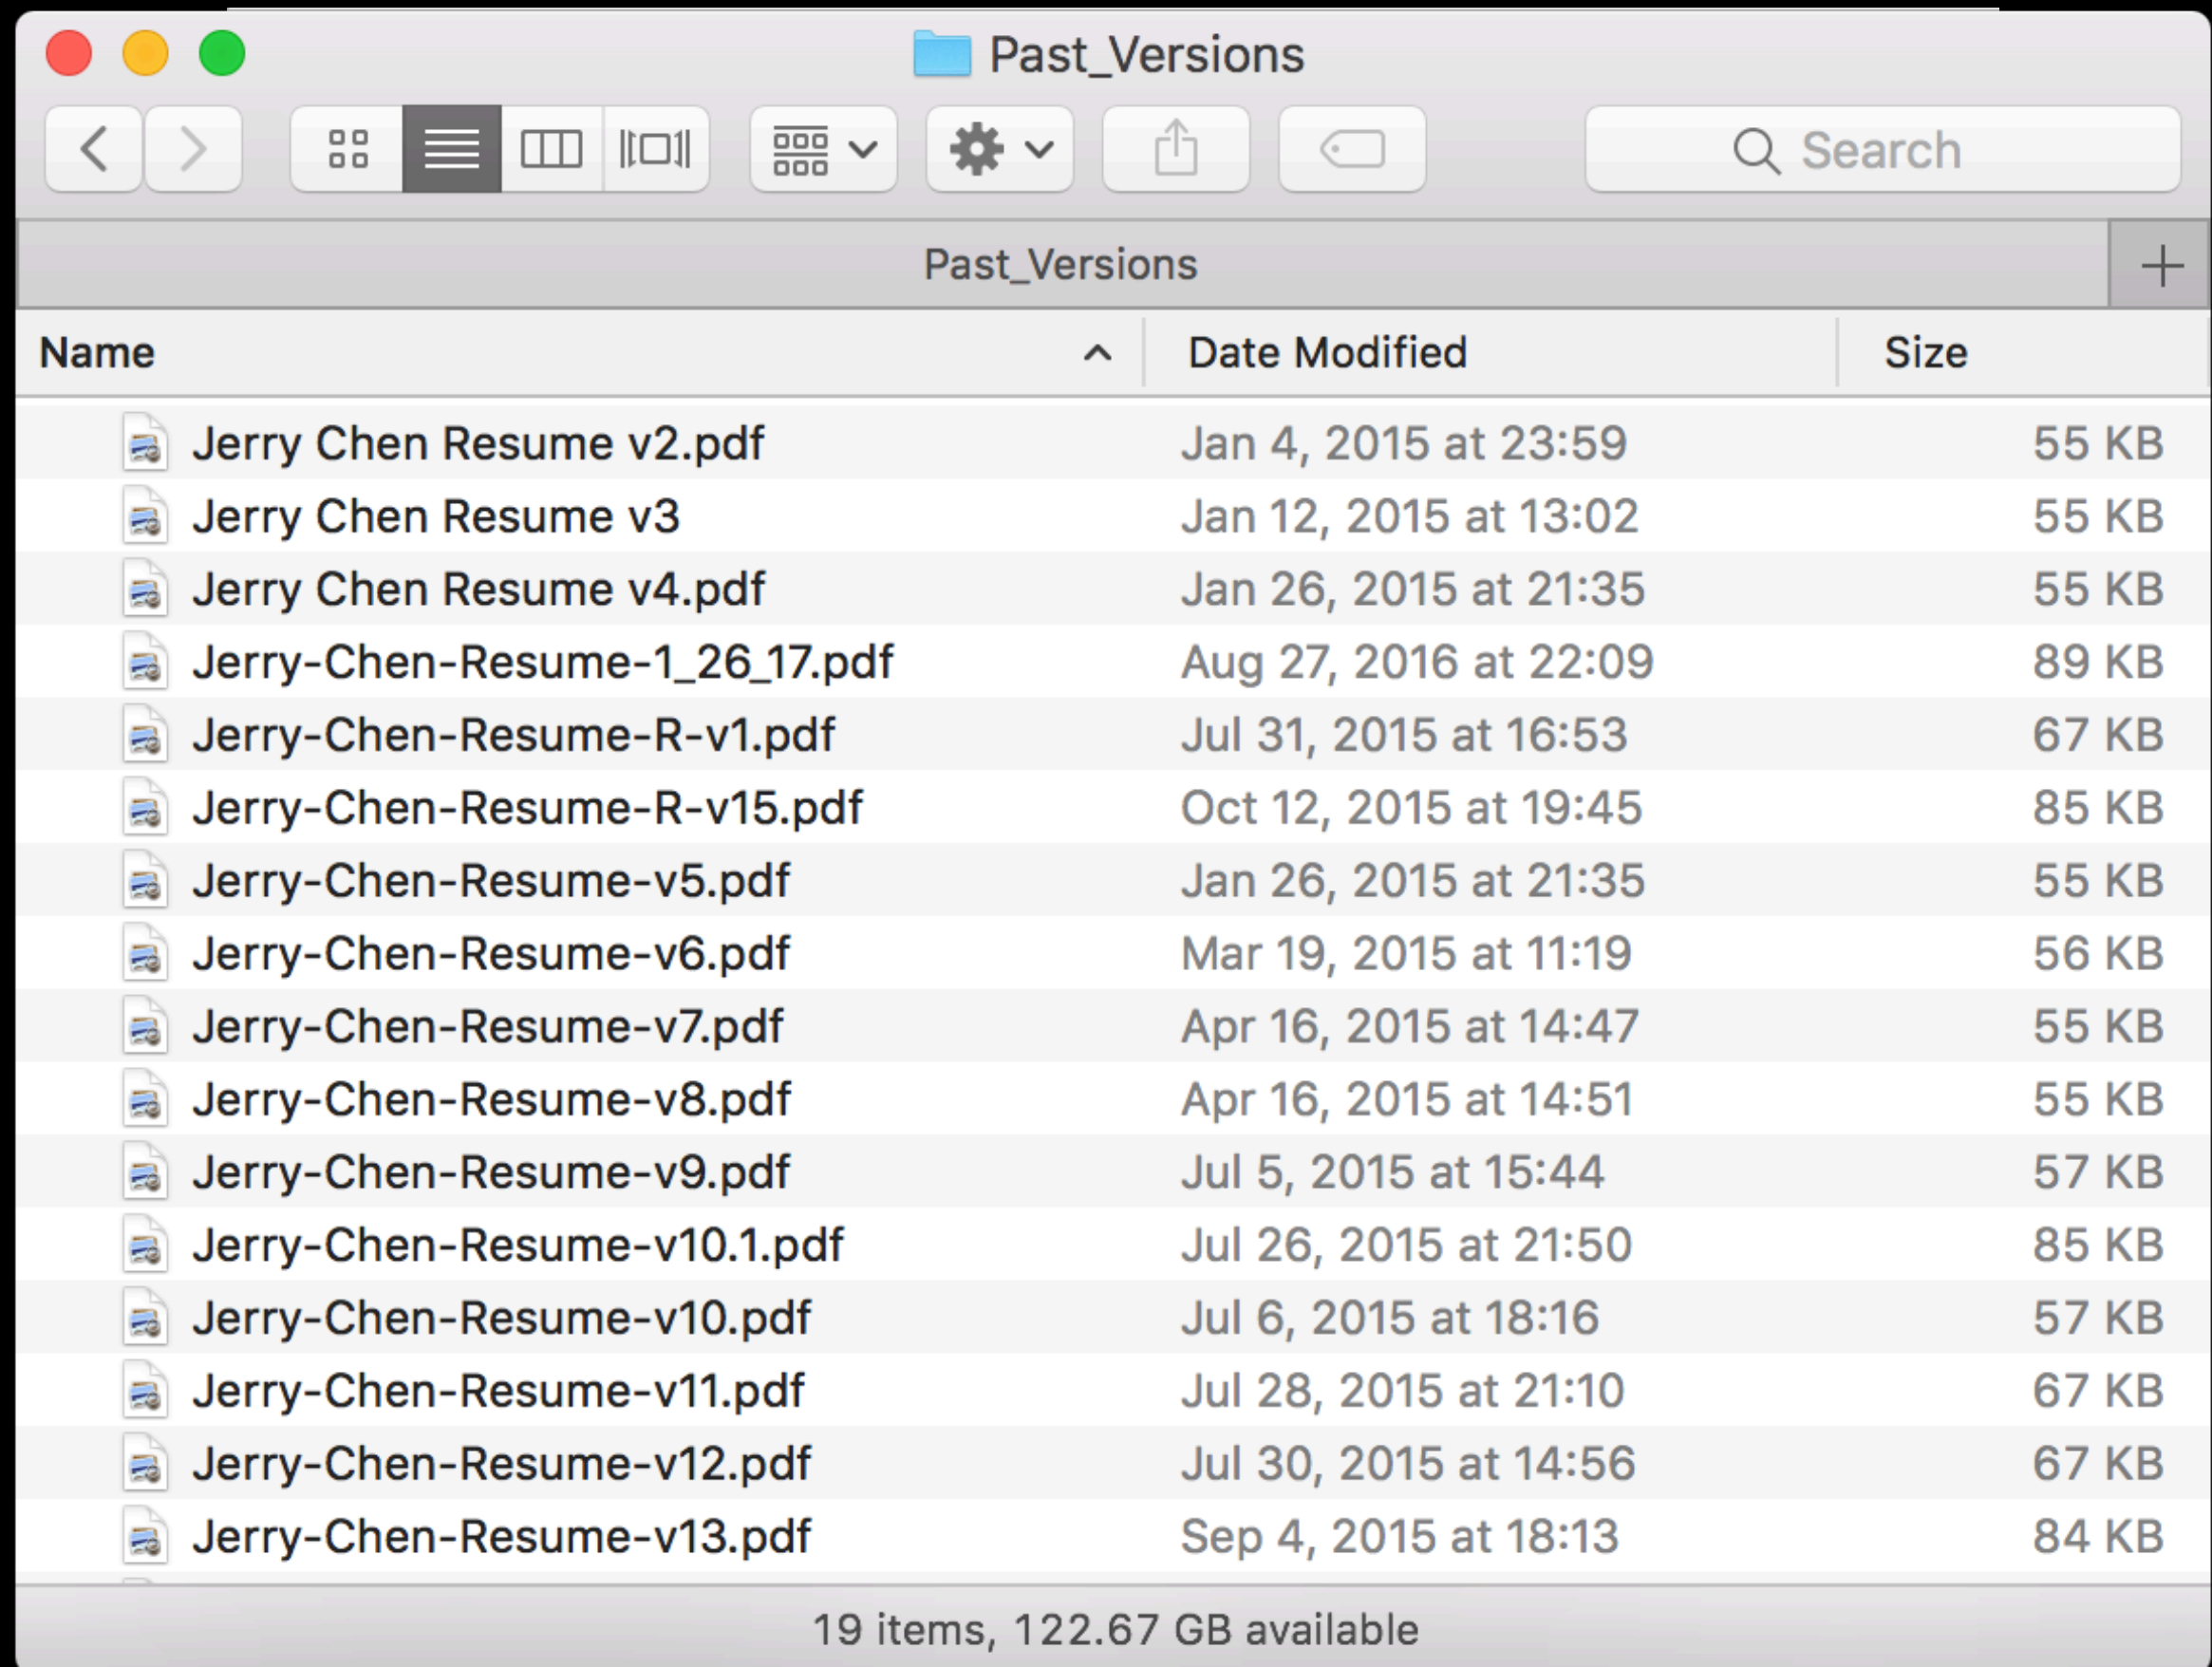 Past_Versions
Search
Past_Versions
Name Date Modified Size
Jerry Chen Resume v2.pdf Jan 4, 2015 at 23:59 55 KB
Jerry Chen Resume v3 Jan 12, 2015 at 13:02 55 KB
Jerry Chen Resume v4.pdf Jan 26, 2015 at 21:35 55 KB
Jerry-Chen-Resume-1_26_17.pdf Aug 27, 2016 at 22:09 89 KB
Jerry-Chen-Resume-R-v1.pdf Jul 31, 2015 at 16:53 67 KB
Jerry-Chen-Resume-R-v15.pdf Oct 12, 2015 at 19:45 85 KB
Jerry-Chen-Resume-v5.pdf Jan 26, 2015 at 21:35 55 KB
Jerry-Chen-Resume-v6.pdf Mar 19, 2015 at 11:19 56 KB
Jerry-Chen-Resume-v7.pdf Apr 16, 2015 at 14:47 55 KB
Jerry-Chen-Resume-v8.pdf Apr 16, 2015 at 14:51 55 KB
Jerry-Chen-Resume-v9.pdf Jul 5, 2015 at 15:44 57 KB
Jerry-Chen-Resume-v10.1.pdf Jul 26, 2015 at 21:50 85 KB
Jerry-Chen-Resume-v10.pdf Jul 6, 2015 at 18:16 57 KB
Jerry-Chen-Resume-v11.pdf Jul 28, 2015 at 21:10 67 KB
Jerry-Chen-Resume-v12.pdf Jul 30, 2015 at 14:56 67 KB
Jerry-Chen-Resume-v13.pdf Sep 4, 2015 at 18:13 84 KB
19 items, 122.67 GB available